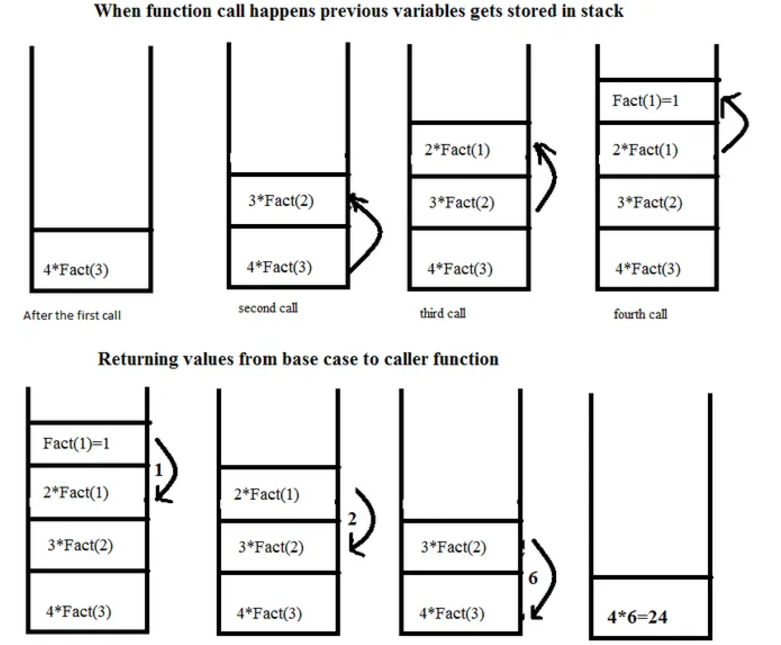 When function call happens previous variables gets stored in stack
4*Fact(3)
After the first call
3*Fact(2)
4*Fact(3)
second call
2*Fact(1)
3*Fact(2)
4*Fact(3)
third call
Fact(1)=1
2*Fact(1)
3*Fact(2)
4*Fact(3)
fourth call
Returning values from base case to caller function
Fact(1)=1
1
2*Fact(1)
3*Fact(2)
4*Fact(3)
2*Fact(1)
2
3*Fact(2)
4*Fact(3)
3*Fact(2)
6
4*Fact(3)
4*6=24